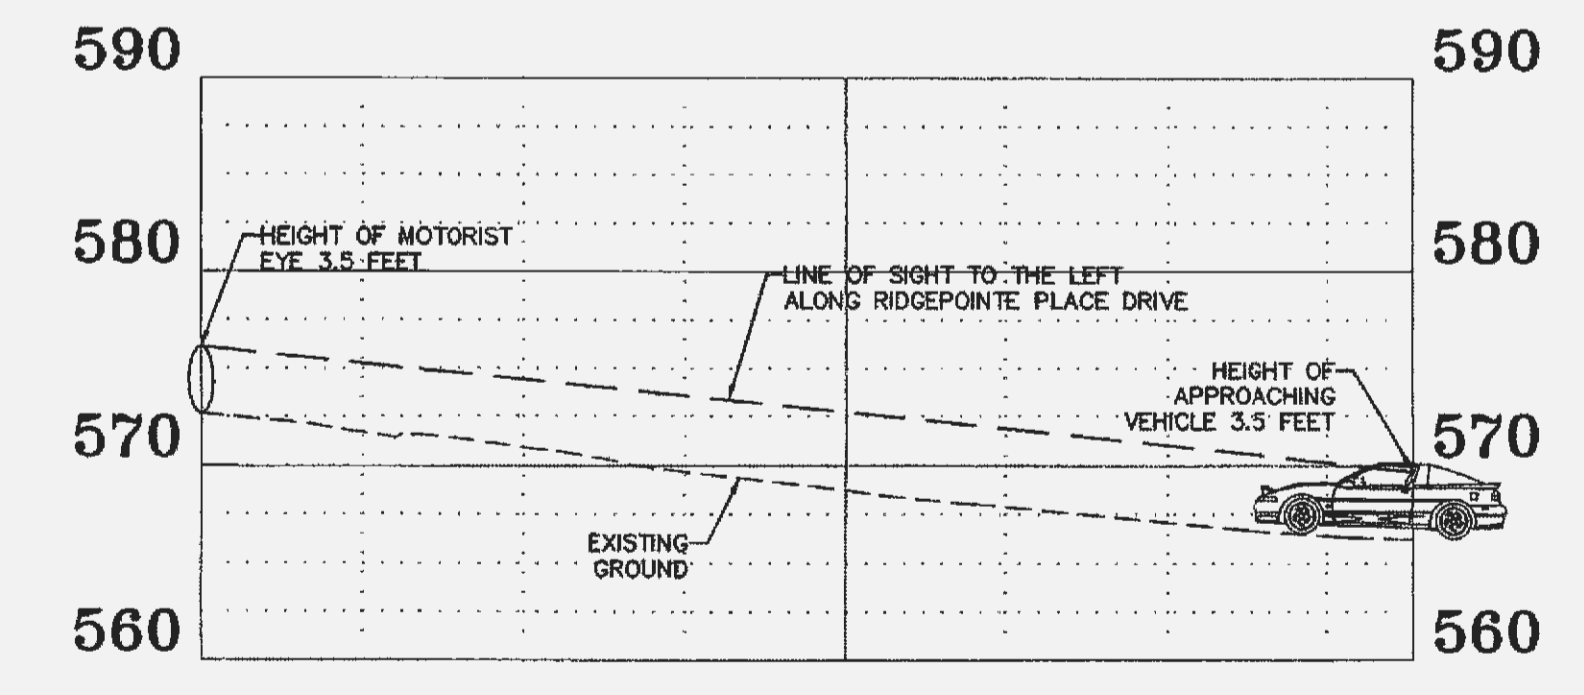 590 590
580 580
HEIGHT OF MOTORIST
EYE 3.5 FEET
LINE OF SIGHT TO THE LEFT
ALONG RIDGEPOINTE PLACE DRIVE
HEIGHT OF
APPROACHING
VEHICLE 3.5 FEET
570 570
EXISTING
GROUND
560 560